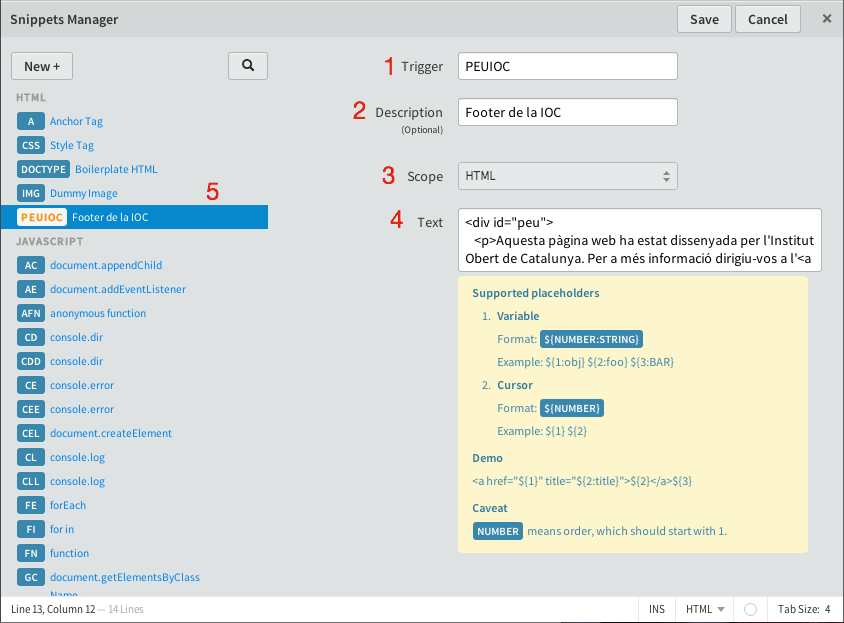 Snippets Manager
Save
Cancel
×
New +
HTML
A Anchor Tag
CSS Style Tag
DOCTYPE Boilerplate HTML
IMG Dummy Image
5
PEUIOC Footer de la IOC
JAVASCRIPT
AC document.appendChild
AE document.addEventListener
AFN anonymous function
CD console.dir
CDD console.dir
CE console.error
CEE console.error
CEL document.createElement
CL console.log
CLL console.log
FE forEach
FI for in
FN function
GC document.getElementsByClass
Name
1 Trigger PEUIOC
2 Description Footer de la IOC
(Optional)
3 Scope HTML
4 Text <div id="peu">
<p>Aquesta pàgina web ha estat dissenyada per l'Institut
Obert de Catalunya. Per a més informació dirigiu-vos a l'<a
Supported placeholders
1. Variable
Format: ${NUMBER:STRING}
Example: ${1:obj} ${2:foo} ${3:BAR}
2. Cursor
Format: ${NUMBER}
Example: ${1} ${2}
Demo
<a href="${1}" title="${2:title}">${2}</a>${3}
Caveat
NUMBER means order, which should start with 1.
Line 13, Column 12 — 14 Lines
INS
HTML
Tab Size: 4